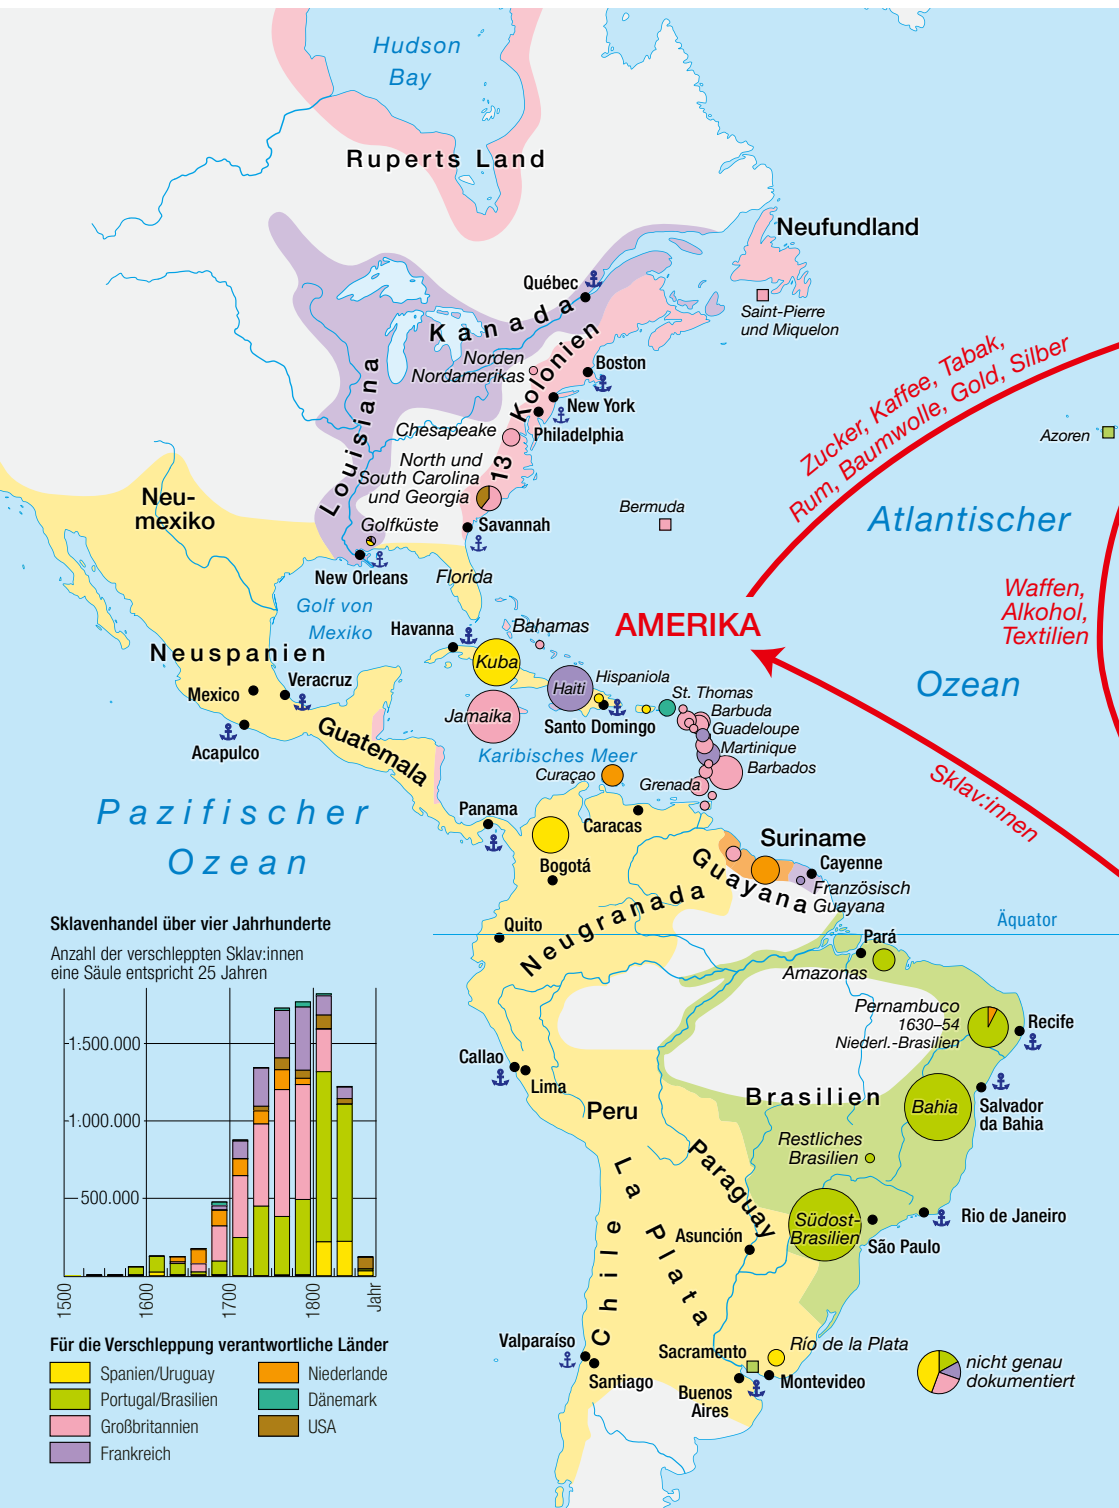 Hudson
Bay
Ruperts Land
Neufundland
Québec
Saint-Pierre
und Miquelon
Kanada
Norden
Nordamerikas
Boston
New York
Philadelphia
13 Kolonien
Louisiana
Chesapeake
North und
South Carolina
und Georgia
Zucker, Kaffee, Tabak,
Rum, Baumwolle, Gold, Silber
Azoren
Neu-
mexiko
Golfküste
Savannah
Bermuda
Atlantischer
Ozean
New Orleans
Florida
Golf von
Mexiko
Waffen,
Alkohol,
Textilien
AMERIKA
Havanna
Bahamas
Neuspanien
Kuba
Haiti
Hispaniola
Mexico
Veracruz
St. Thomas
Barbuda
Jamaika
Santo Domingo
Guadeloupe
Acapulco
Guatemala
Karibisches Meer
Martinique
Curaçao
Barbados
Grenada
Sklav:innen
Pazifischer
Ozean
Panama
Caracas
Suriname
Bogotá
Guayana
Cayenne
Französisch
Guayana
Neugranada
Quito
Äquator
Pará
Amazonas
Pernambuco
1630–54
Niederl.-Brasilien
Recife
Callao
Lima
Brasilien
Bahia
Salvador
da Bahia
Peru
Restliches
Brasilien
Paraguay
La Plata
Chile
Südost-
Brasilien
Asunción
São Paulo
Rio de Janeiro
Valparaíso
Santiago
Sacramento
Río de la Plata
Buenos
Aires
Montevideo
nicht genau
dokumentiert
Sklavenhandel über vier Jahrhunderte
Anzahl der verschleppten Sklav:innen
eine Säule entspricht 25 Jahren
1.500.000
1.000.000
500.000
1500
1600
1700
1800
Jahr
Für die Verschleppung verantwortliche Länder
Spanien/Uruguay
Portugal/Brasilien
Großbritannien
Frankreich
Niederlande
Dänemark
USA